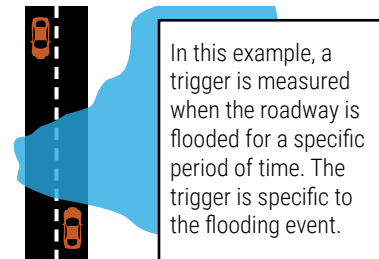 In this example, a
trigger is measured
when the roadway is
flooded for a specific
period of time. The
trigger is specific to
the flooding event.